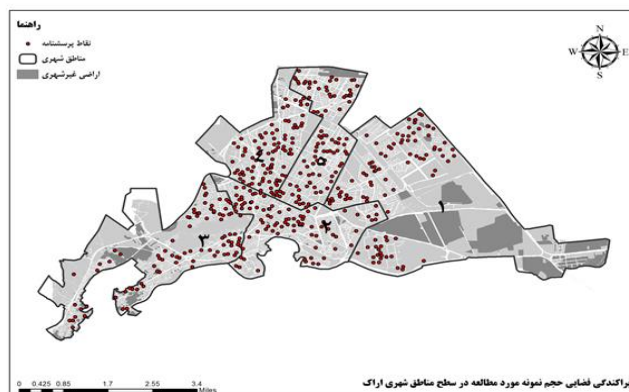 راهنما
نقاط پرسشنامه
مناطق شهری
اراضی غیرشهری
N
W E
S
۴
۵
۱
۳
۲
0 0.425 0.85 1.7 2.55 3.4
Miles
پراکندگی فضایی حجم نمونه مورد مطالعه در سطح مناطق شهری اراک